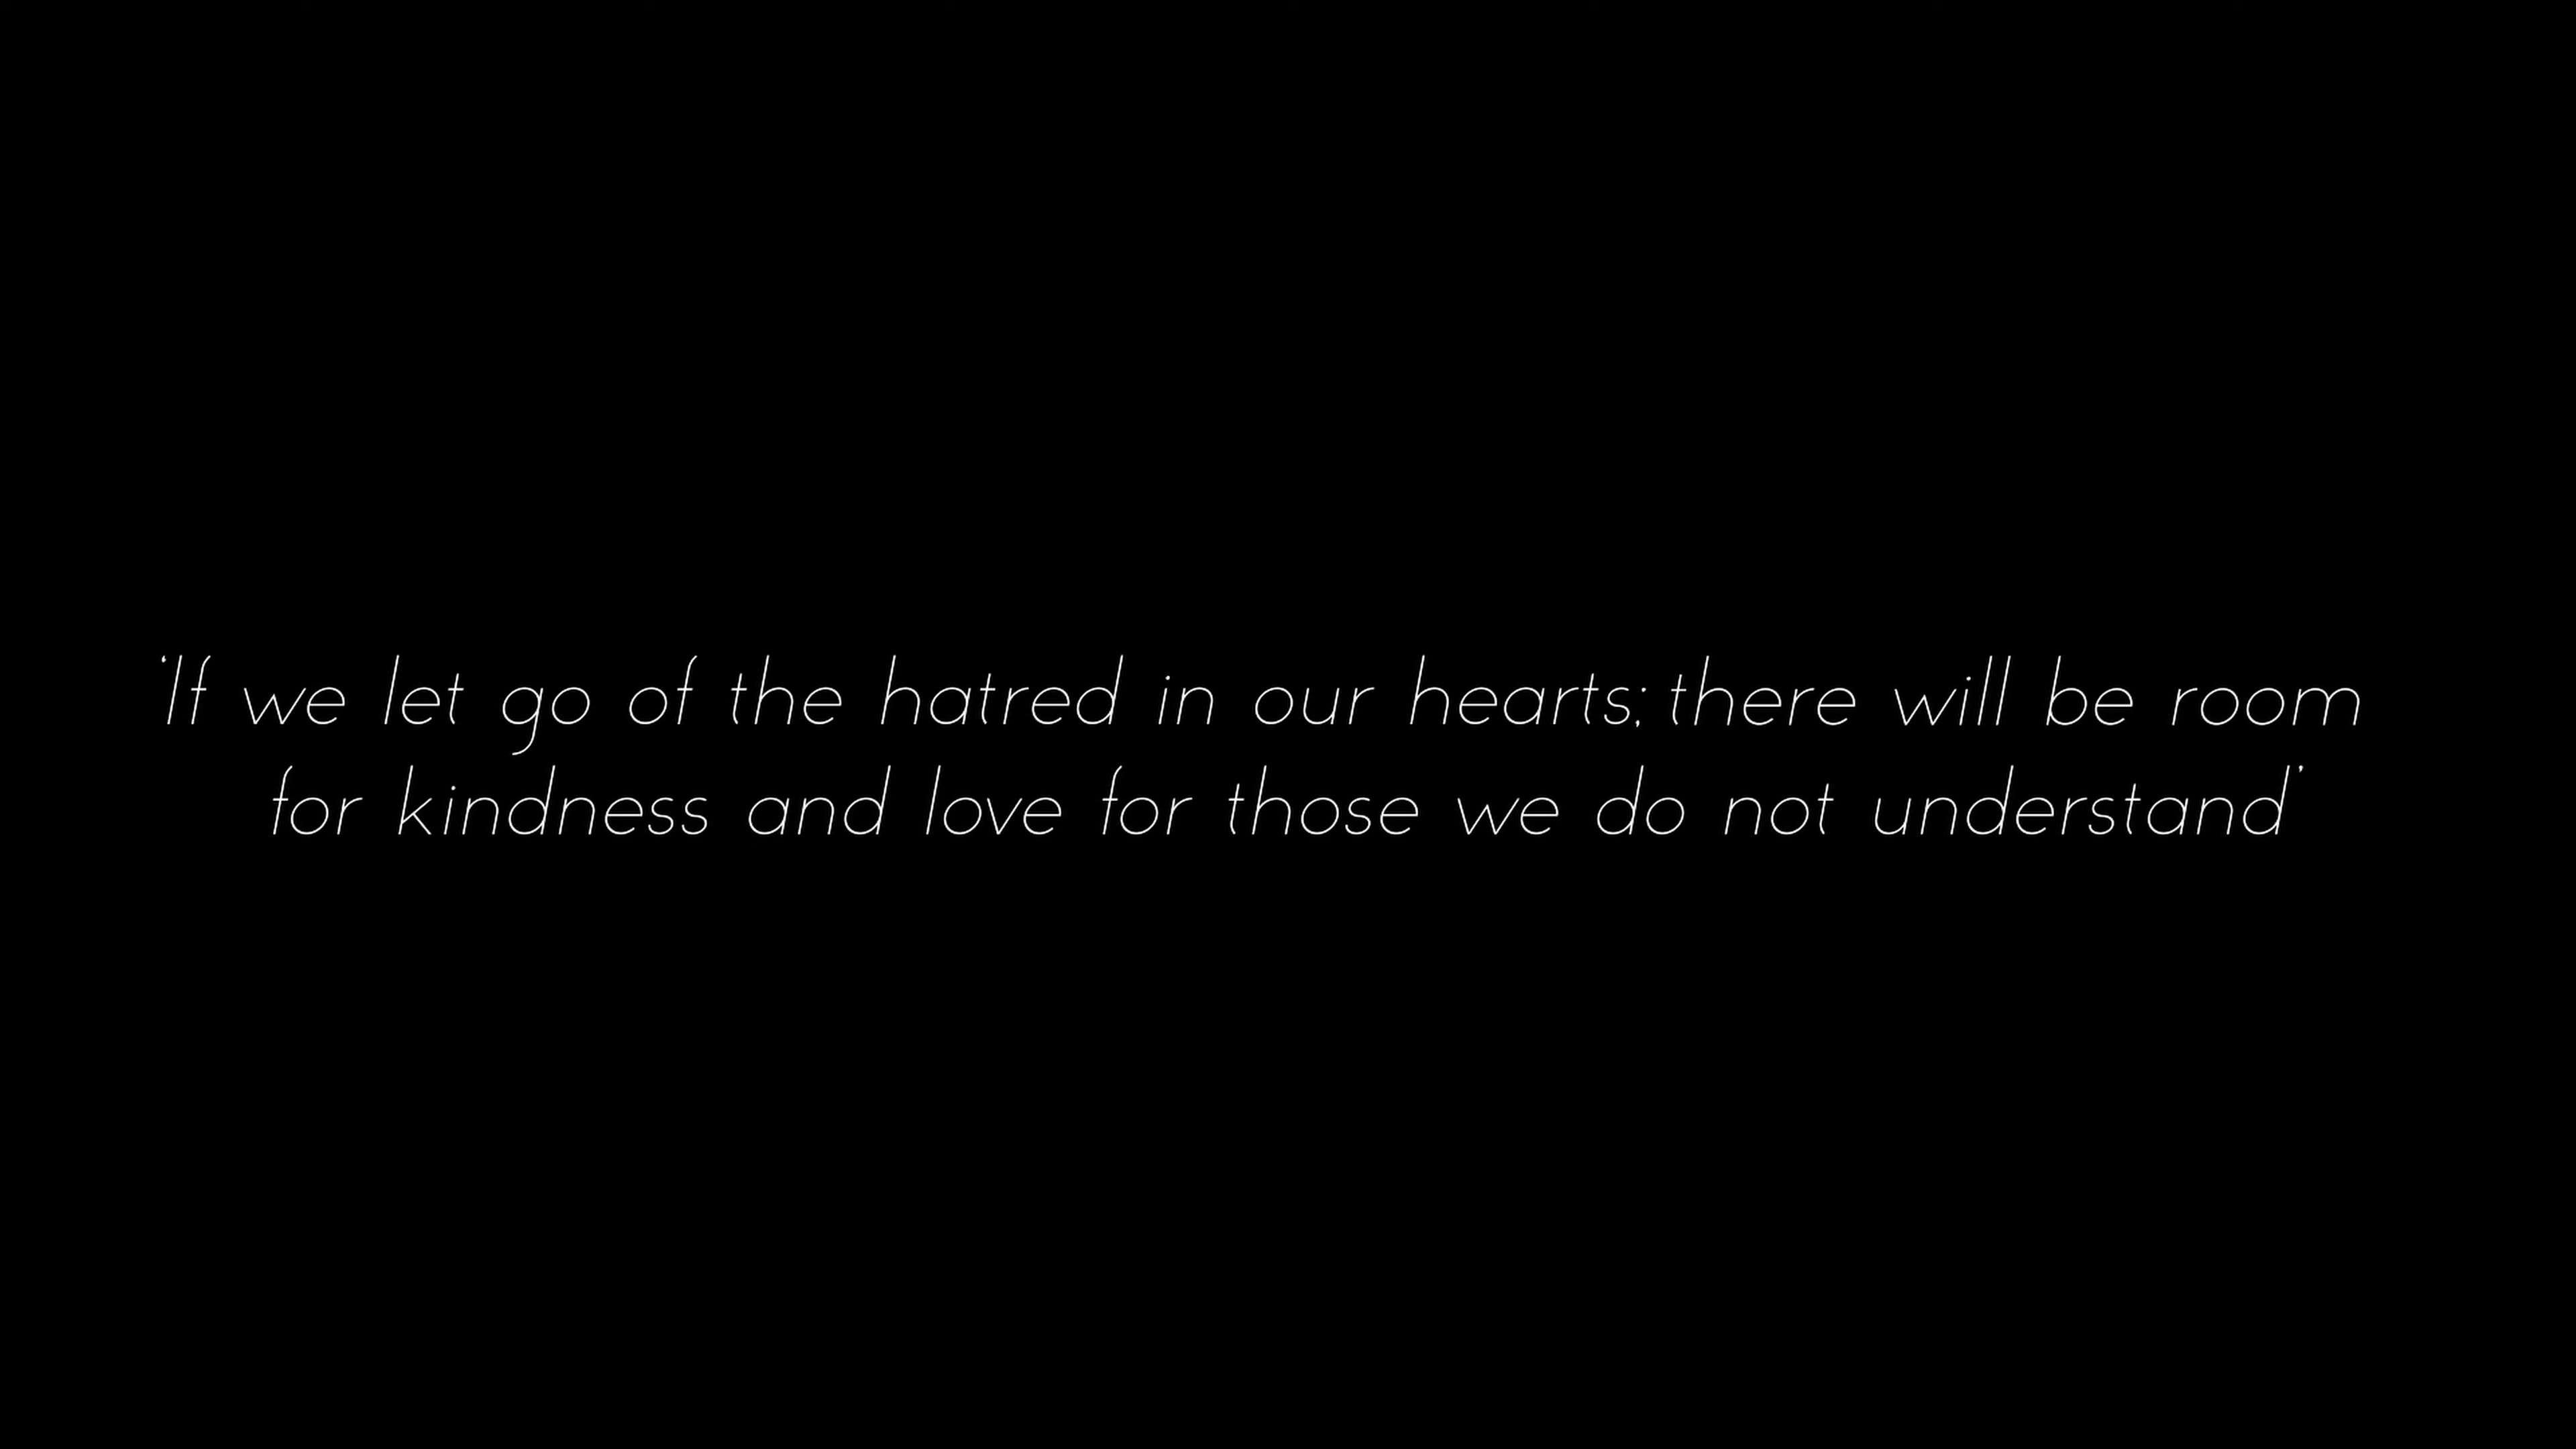 'If we let go of the hatred in our hearts; there will be room
for kindness and love for those we do not understand'